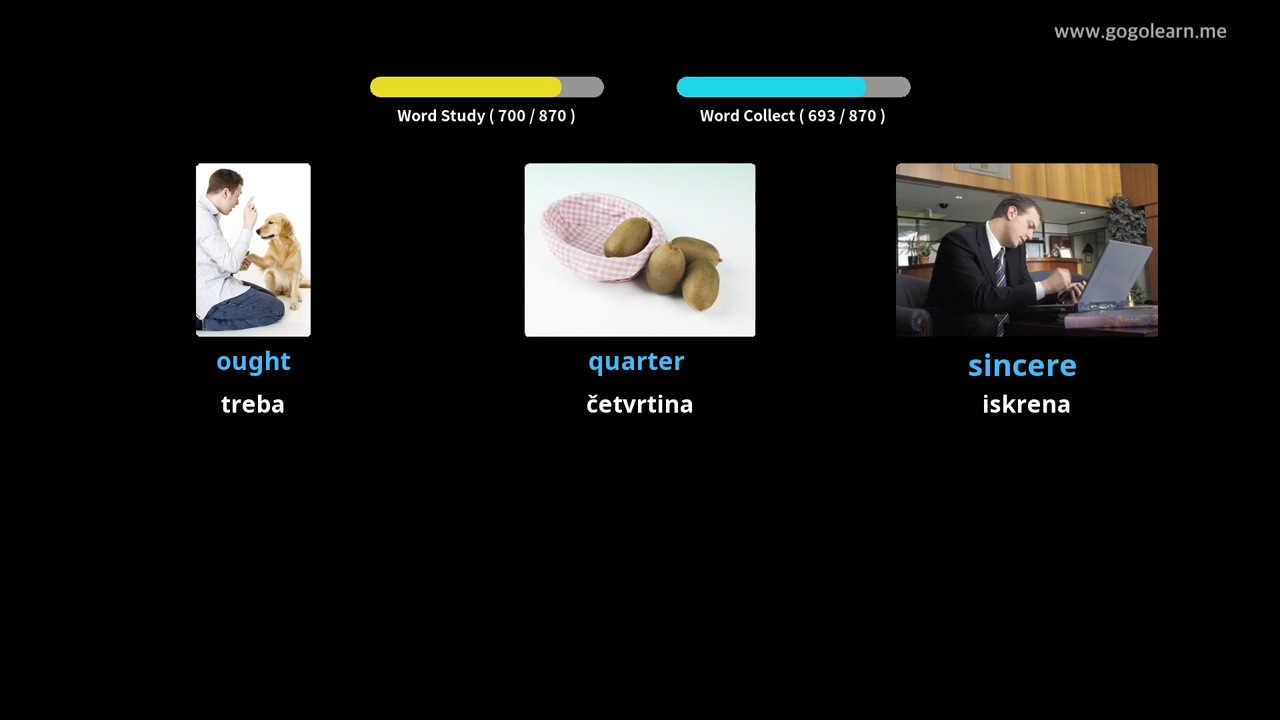 www.gogolearn.me
Word Study ( 700 / 870 )
Word Collect ( 693 / 870 )
ought
quarter
sincere
treba
četvrtina
iskrena